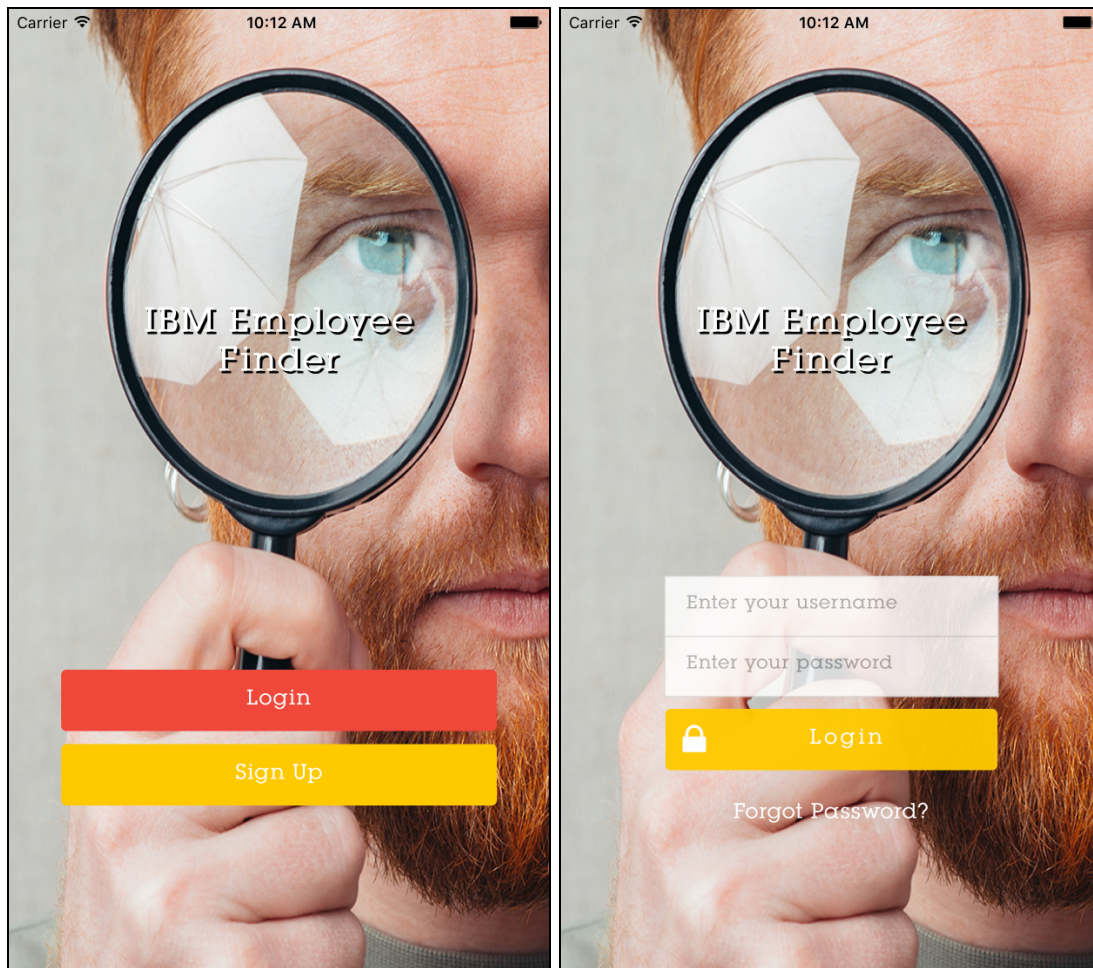 Carrier 10:12 AM
IBM Employee
Finder
Login
Sign Up
Carrier 10:12 AM
IBM Employee
Finder
Enter your username
Enter your password
Login
Forgot Password?